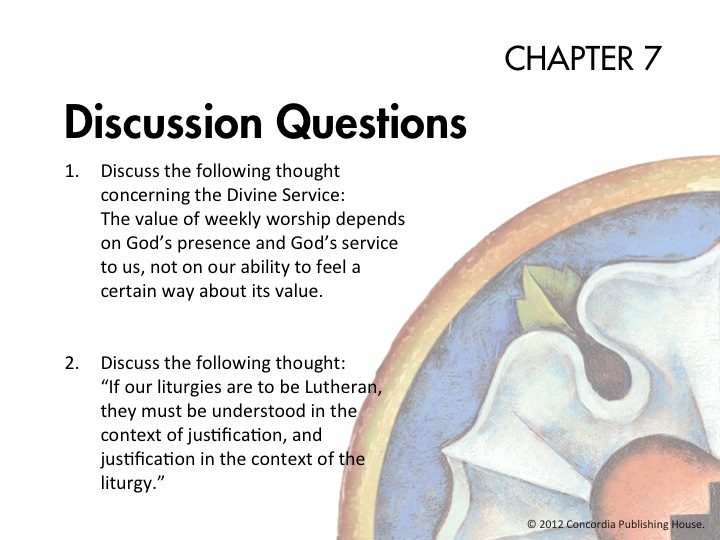 CHAPTER 7
Discussion Questions
1. Discuss the following thought
concerning the Divine Service:
The value of weekly worship depends
on God’s presence and God’s service
to us, not on our ability to feel a
certain way about its value.
2. Discuss the following thought:
“If our liturgies are to be Lutheran,
they must be understood in the
context of justification, and
justification in the context of the
liturgy.”
© 2012 Concordia Publishing House.